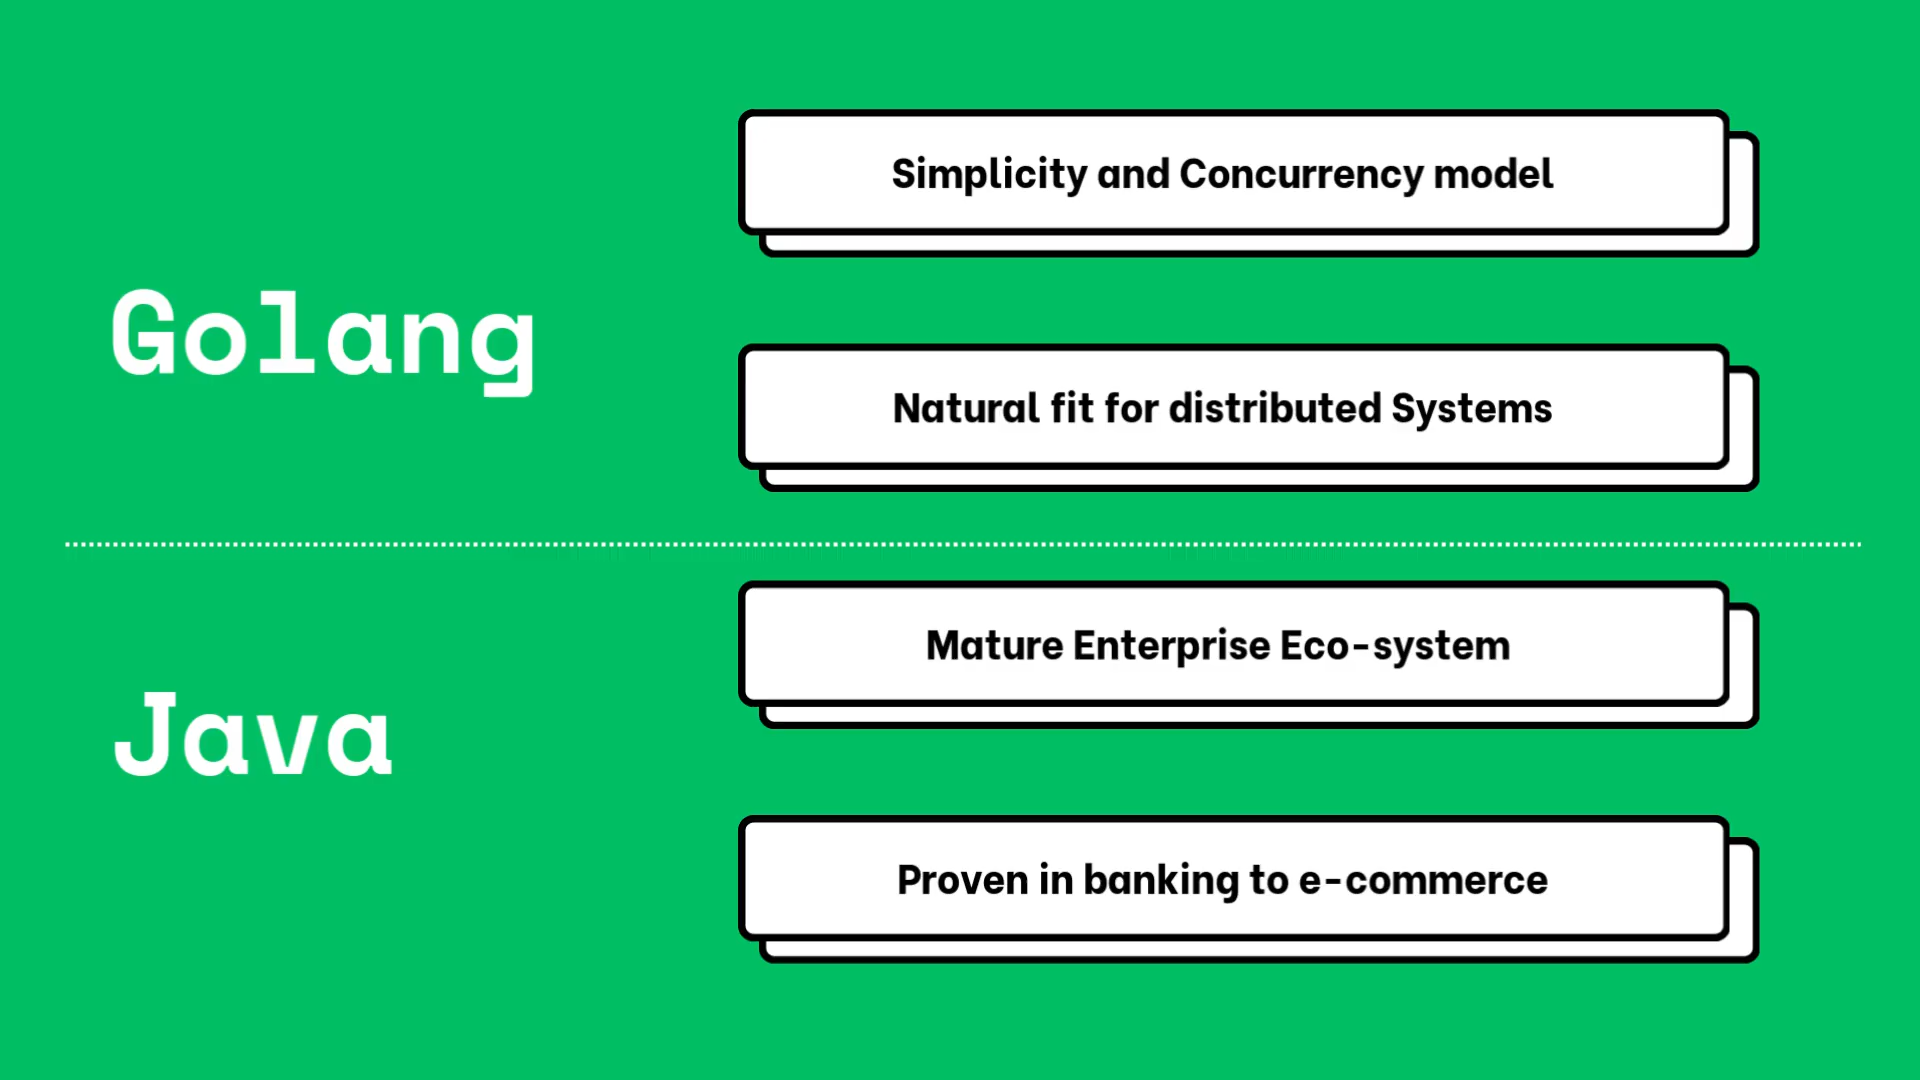 Golang
Simplicity and Concurrency model
Natural fit for distributed Systems
Java
Mature Enterprise Eco-system
Proven in banking to e-commerce